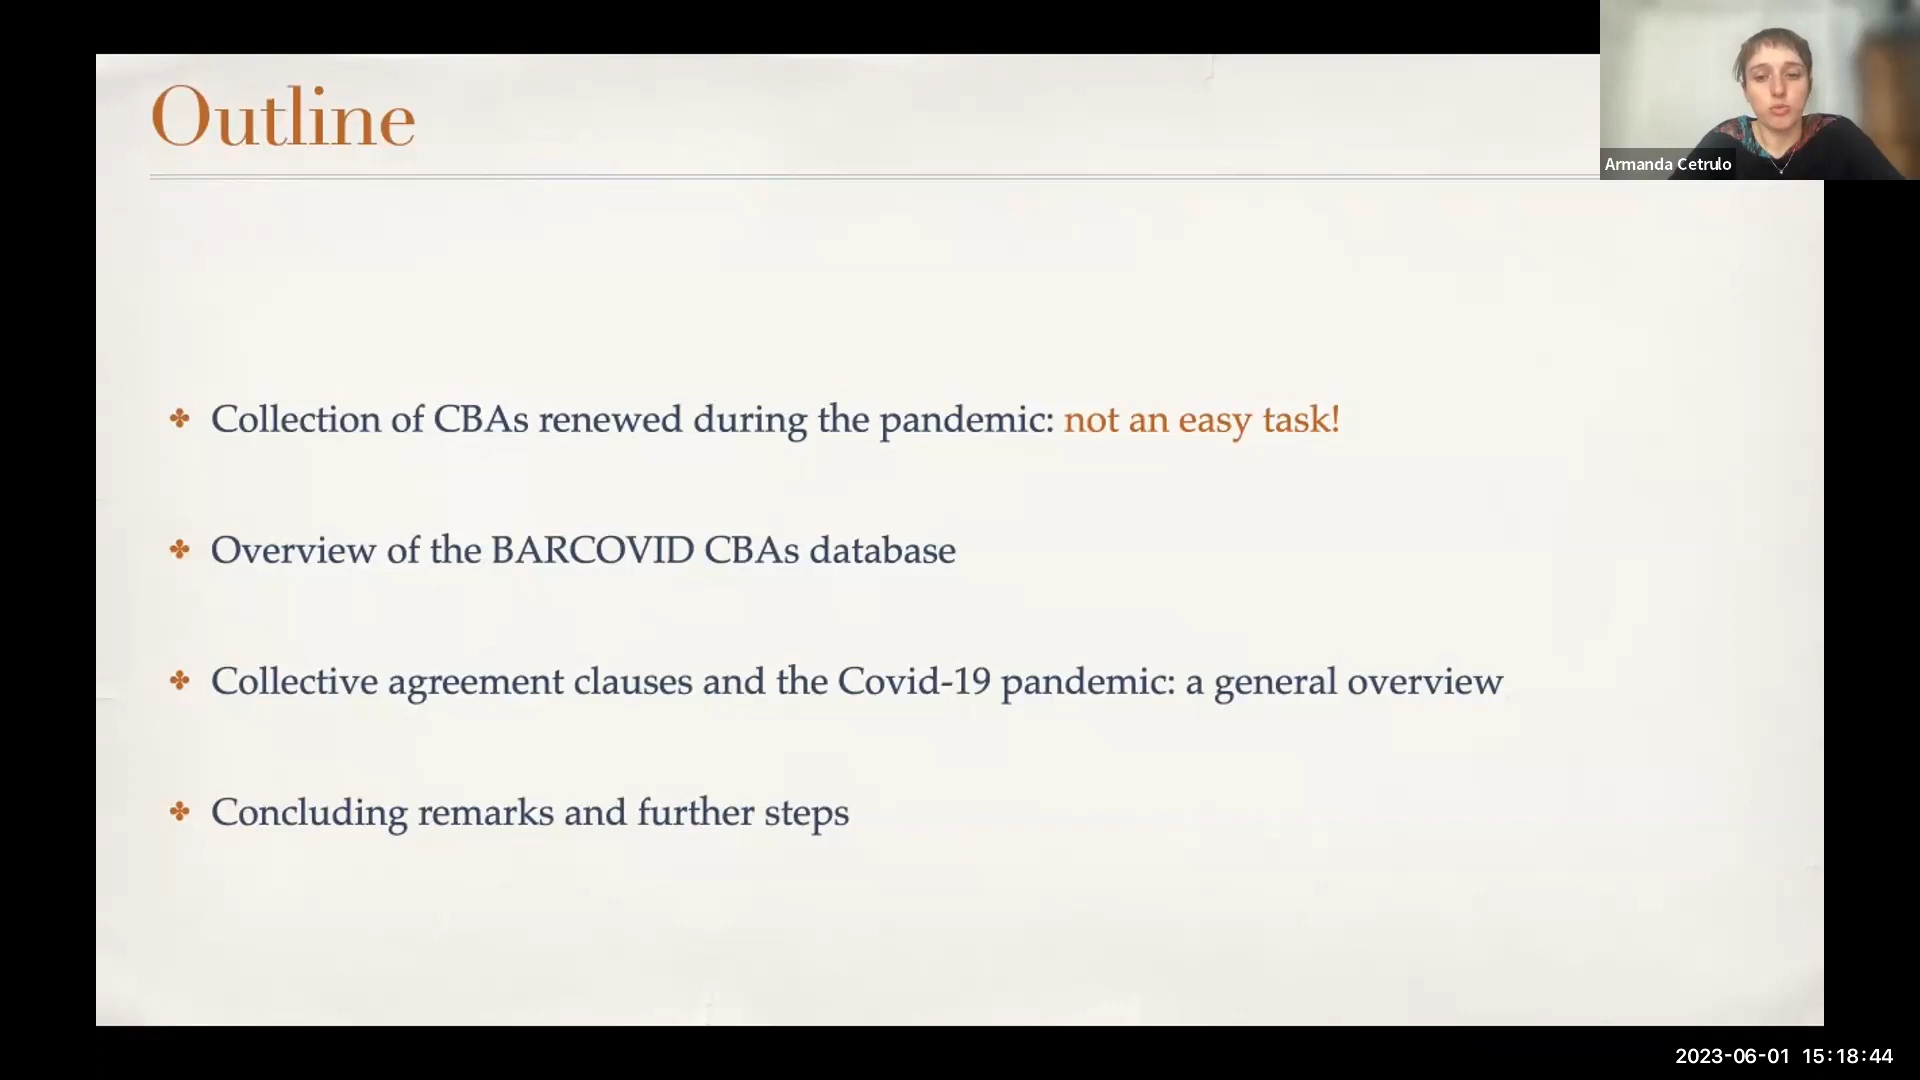 Outline
Armanda Cetrulo
Collection of CBAs renewed during the pandemic: not an easy task!
Overview of the BARCOVID CBAs database
Collective agreement clauses and the Covid-19 pandemic: a general overview
Concluding remarks and further steps
2023-06-01 15:18:44